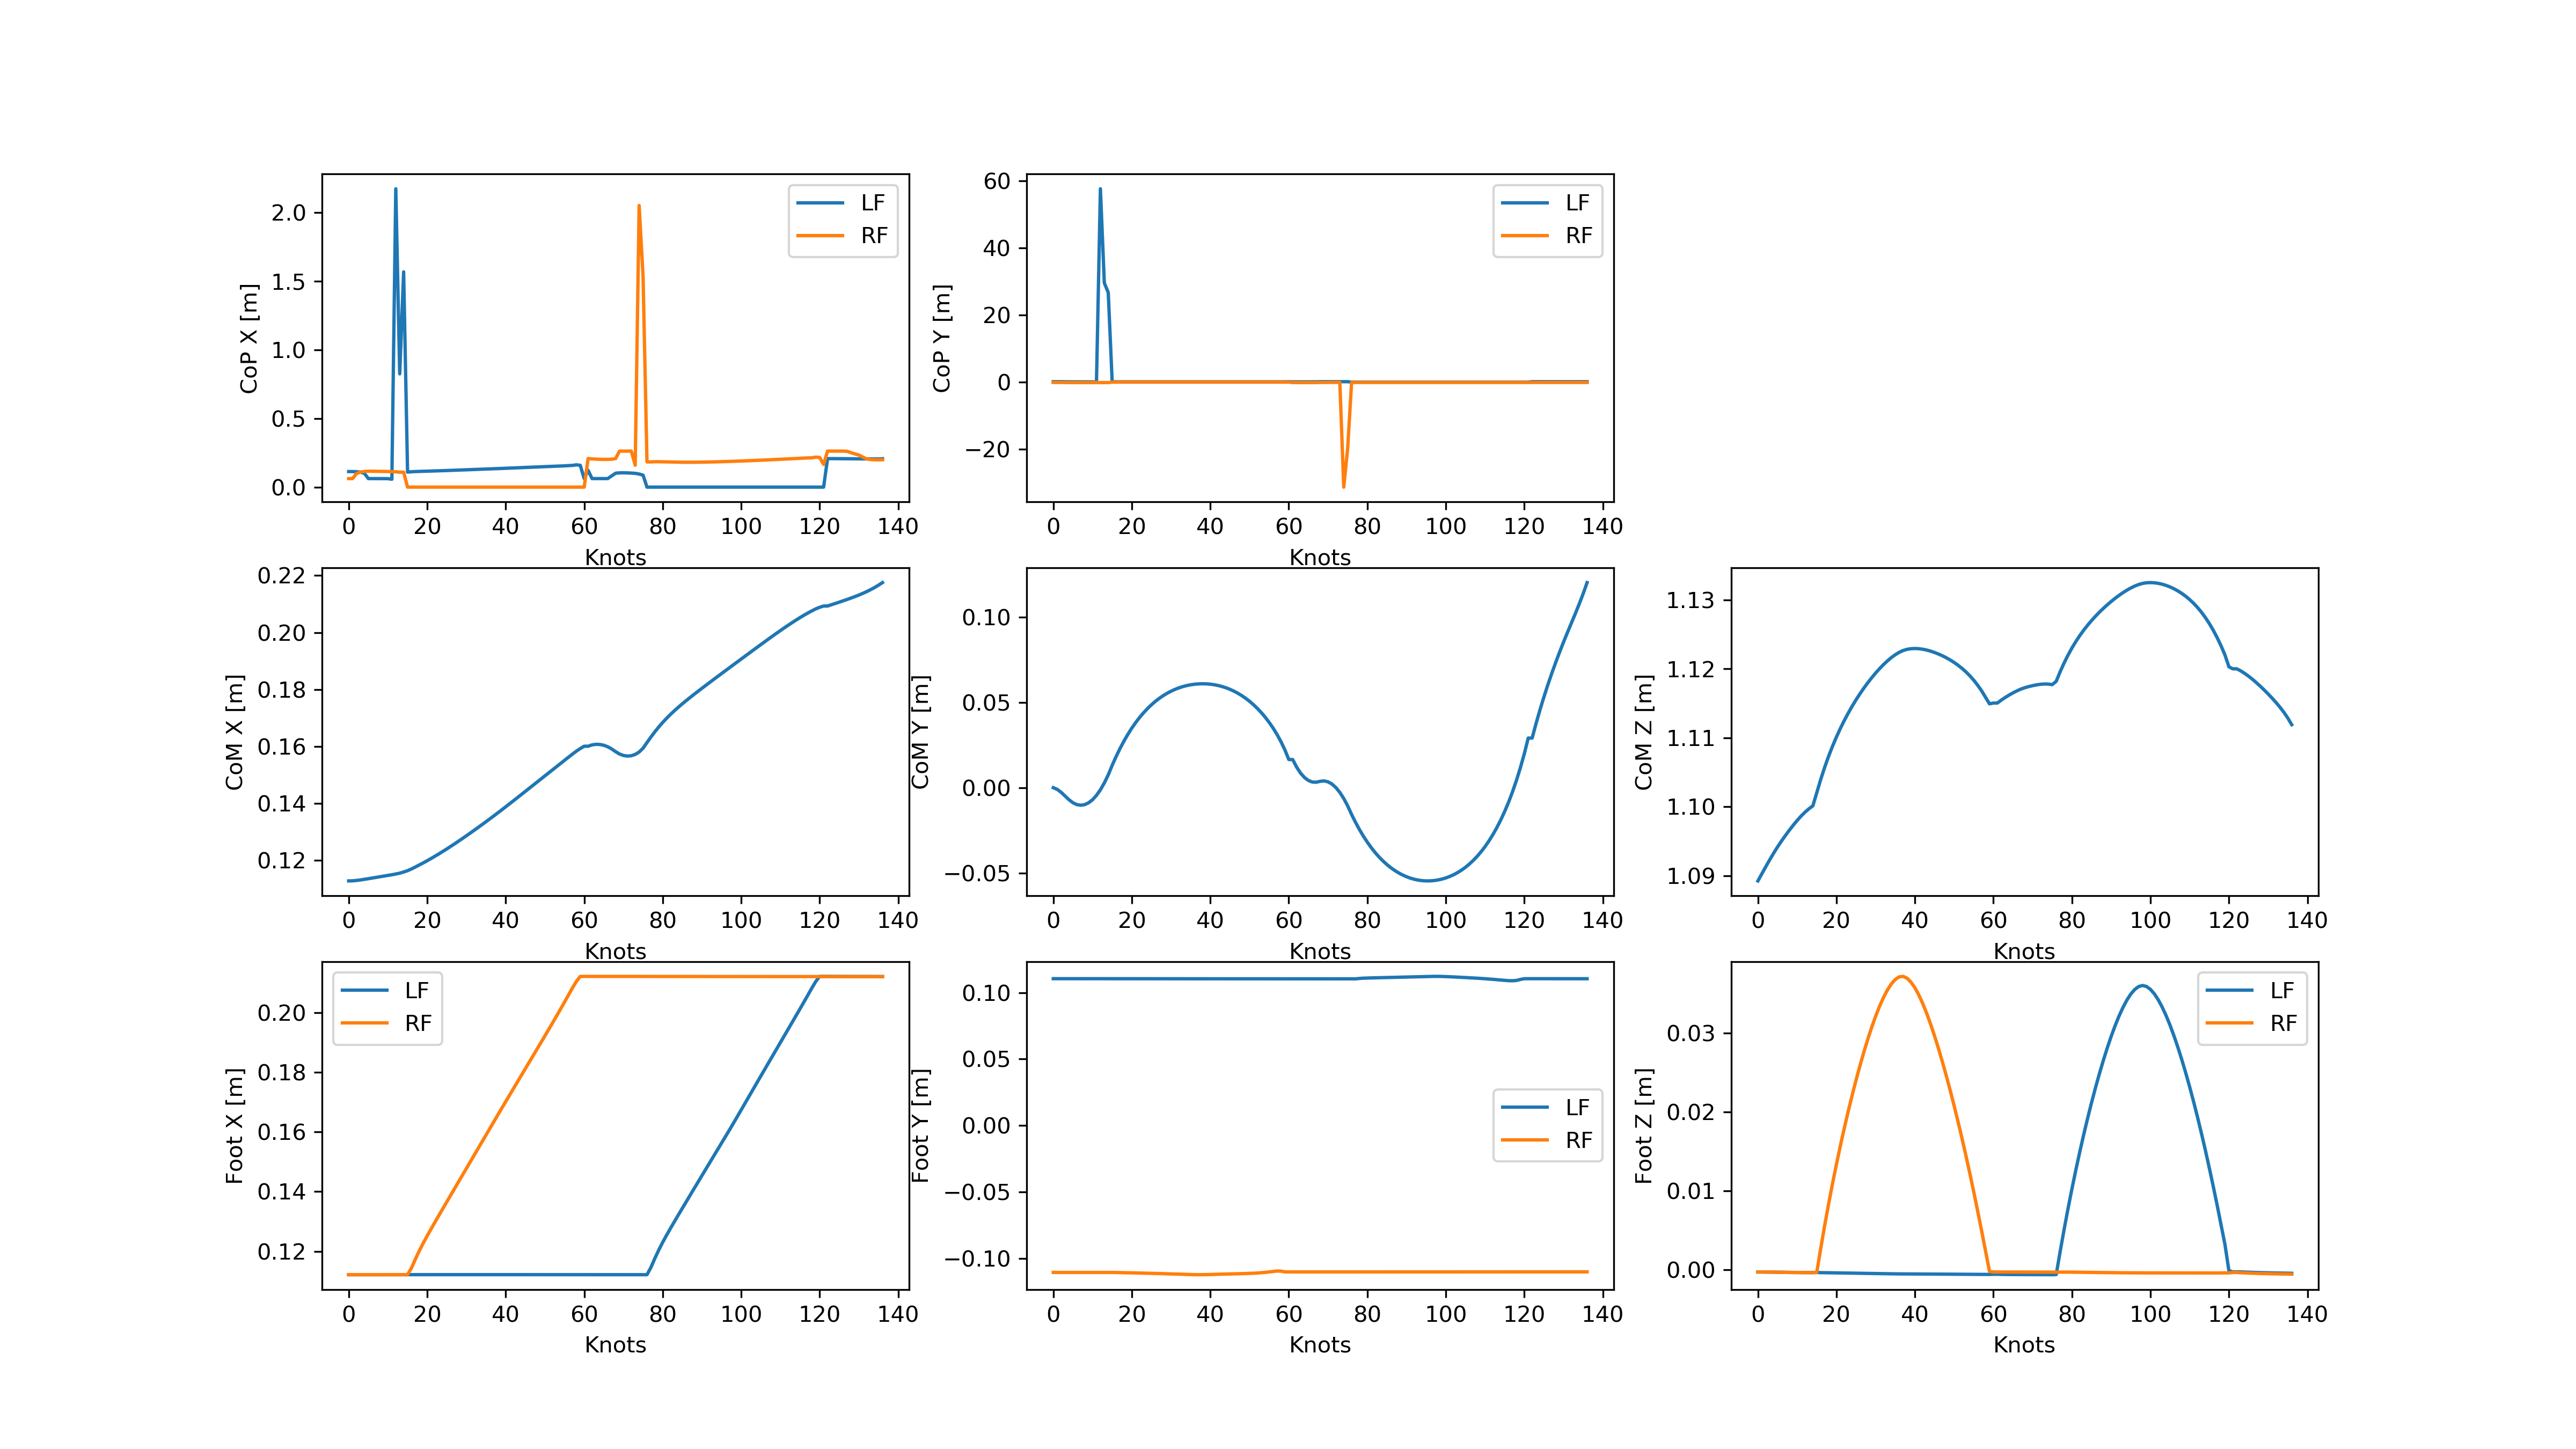 CoP X [m]
2.0
1.5
1.0
0.5
0.0
LF
RF
0 20 40 60 80 100 120 140
Knots
CoP Y [m]
60
40
20
0
−20
LF
RF
0 20 40 60 80 100 120 140
Knots
CoM X [m]
0.22
0.20
0.18
0.16
0.14
0.12
0 20 40 60 80 100 120 140
Knots
CoM Y [m]
0.10
0.05
0.00
−0.05
0 20 40 60 80 100 120 140
Knots
CoM Z [m]
1.13
1.12
1.11
1.10
1.09
0 20 40 60 80 100 120 140
Knots
Foot X [m]
0.20
0.18
0.16
0.14
0.12
LF
RF
0 20 40 60 80 100 120 140
Knots
Foot Y [m]
0.10
0.05
0.00
−0.05
−0.10
LF
RF
0 20 40 60 80 100 120 140
Knots
Foot Z [m]
0.03
0.02
0.01
0.00
LF
RF
0 20 40 60 80 100 120 140
Knots